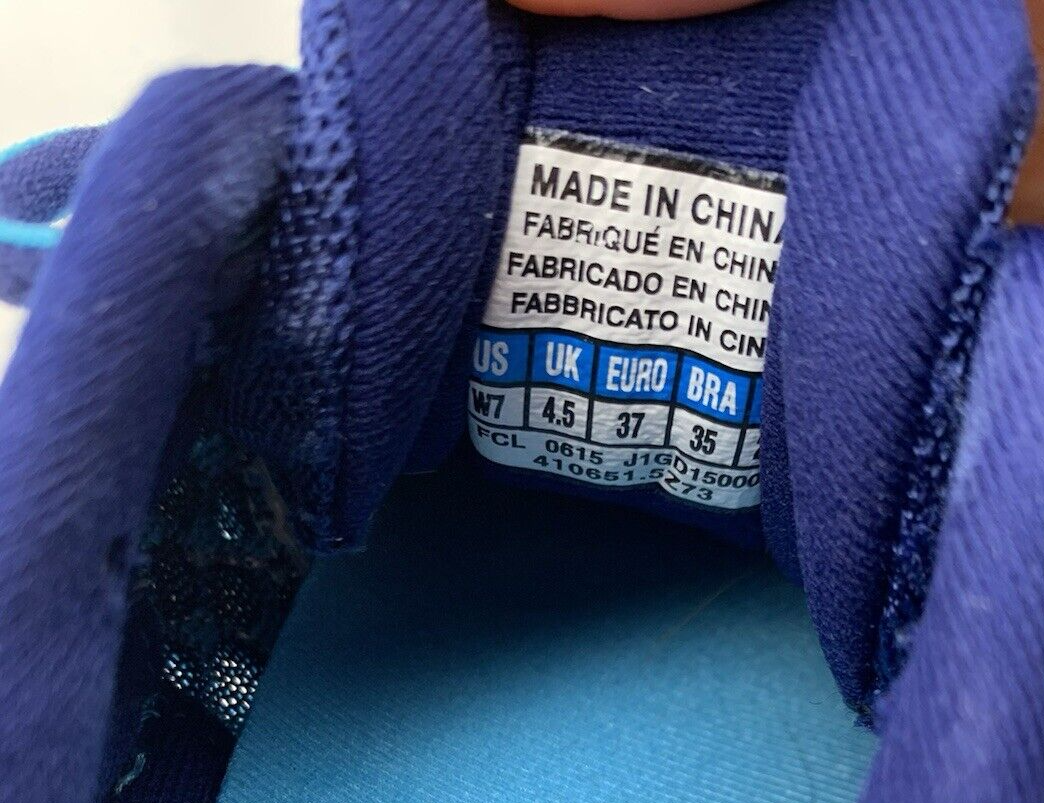 MADE IN CHINA
FABRIQUÉ EN CHIN
FABRICADO EN CHIN
FABBRICATO IN CIN
US UK EURO BRA
W7 4.5 37 35
FCL 0615 J1GD15000
410651.5273